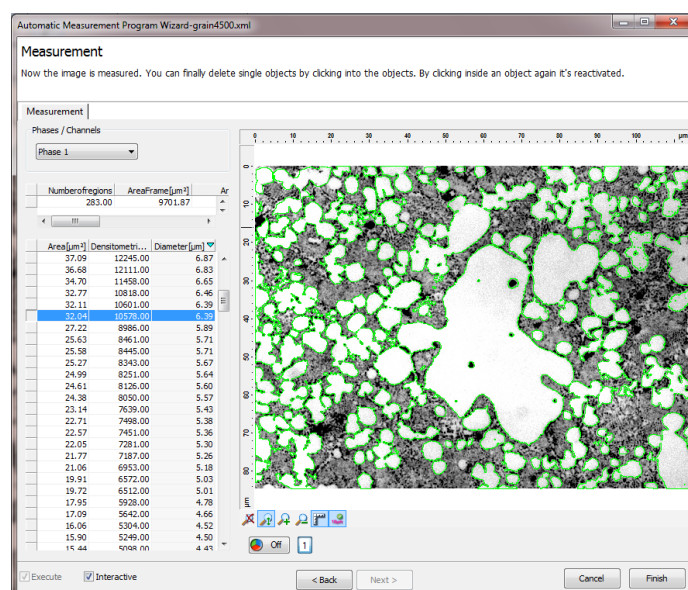 Automatic Measurement Program Wizard-grain4500.xml
Measurement
Now the image is measured. You can finally delete single objects by clicking into the objects. By clicking inside an object again it's reactivated.
Measurement
Phases / Channels
Phase 1
Numberofregions AreaFrame[µm²] Ar
283.00 9701.87
Area[µm²] Densitometri... Diameter[µm]
37.09 12245.00 6.87
36.68 12111.00 6.83
34.70 11458.00 6.65
32.77 10818.00 6.46
32.11 10601.00 6.39
32.04 10578.00 6.39
27.22 8986.00 5.89
25.63 8461.00 5.71
25.58 8445.00 5.71
25.27 8343.00 5.67
24.99 8251.00 5.64
24.61 8126.00 5.60
24.38 8050.00 5.57
23.14 7639.00 5.43
22.71 7498.00 5.38
22.57 7451.00 5.36
22.05 7281.00 5.30
21.77 7187.00 5.26
21.06 6953.00 5.18
19.91 6572.00 5.03
19.72 6512.00 5.01
17.95 5928.00 4.78
17.09 5642.00 4.66
16.06 5304.00 4.52
15.90 5249.00 4.50
15.44 5098.00 4.43
0 10 20 30 40 50 60 70 80 90 100 µm
0
10
20
30
40
50
60
70
80
µm
Off
1
Execute
Interactive
< Back
Next >
Cancel
Finish